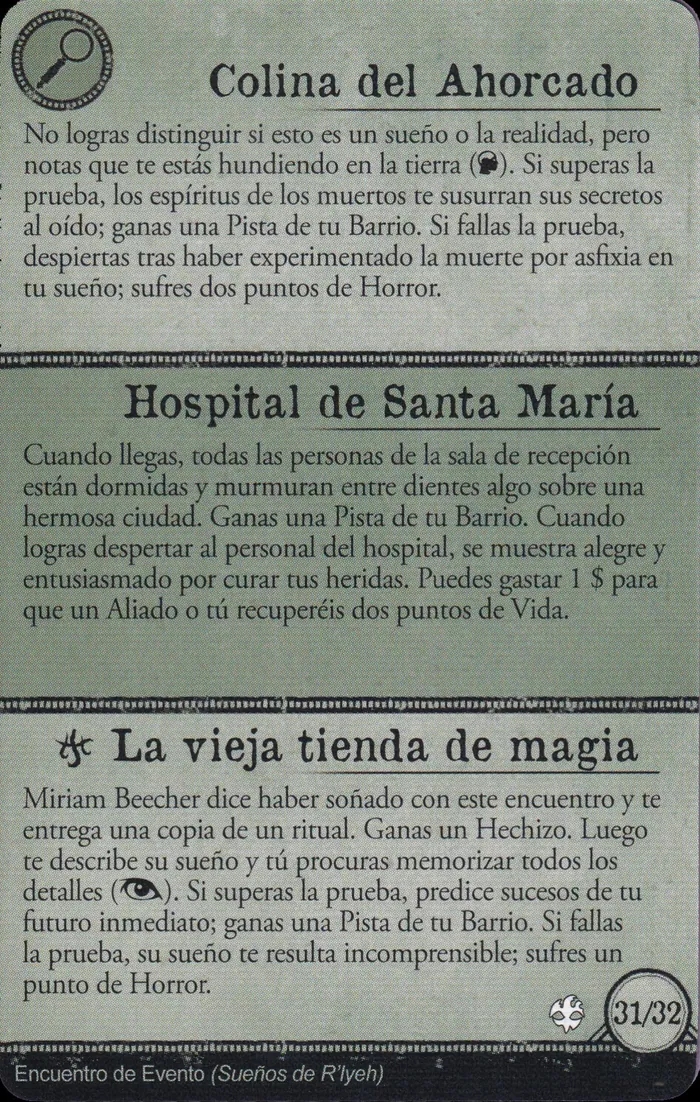 Colina del Ahorcado
No logras distinguir si esto es un sueño o la realidad, pero
notas que te estás hundiendo en la tierra (). Si superas la
prueba, los espíritus de los muertos te susurran sus secretos
al oído; ganas una Pista de tu Barrio. Si fallas la prueba,
despiertas tras haber experimentado la muerte por asfixia en
tu sueño; sufres dos puntos de Horror.
Hospital de Santa María
Cuando llegas, todas las personas de la sala de recepción
están dormidas y murmuran entre dientes algo sobre una
hermosa ciudad. Ganas una Pista de tu Barrio. Cuando
logras despertar al personal del hospital, se muestra alegre y
entusiasmado por curar tus heridas. Puedes gastar 1 $ para
que un Aliado o tú recuperéis dos puntos de Vida.
La vieja tienda de magia
Miriam Beecher dice haber soñado con este encuentro y te
entrega una copia de un ritual. Ganas un Hechizo. Luego
te describe su sueño y tú procuras memorizar todos los
detalles (). Si superas la prueba, predice sucesos de tu
futuro inmediato; ganas una Pista de tu Barrio. Si fallas
la prueba, su sueño te resulta incomprensible; sufres un
punto de Horror.
31/32
Encuentro de Evento (Sueños de R'lyeh)